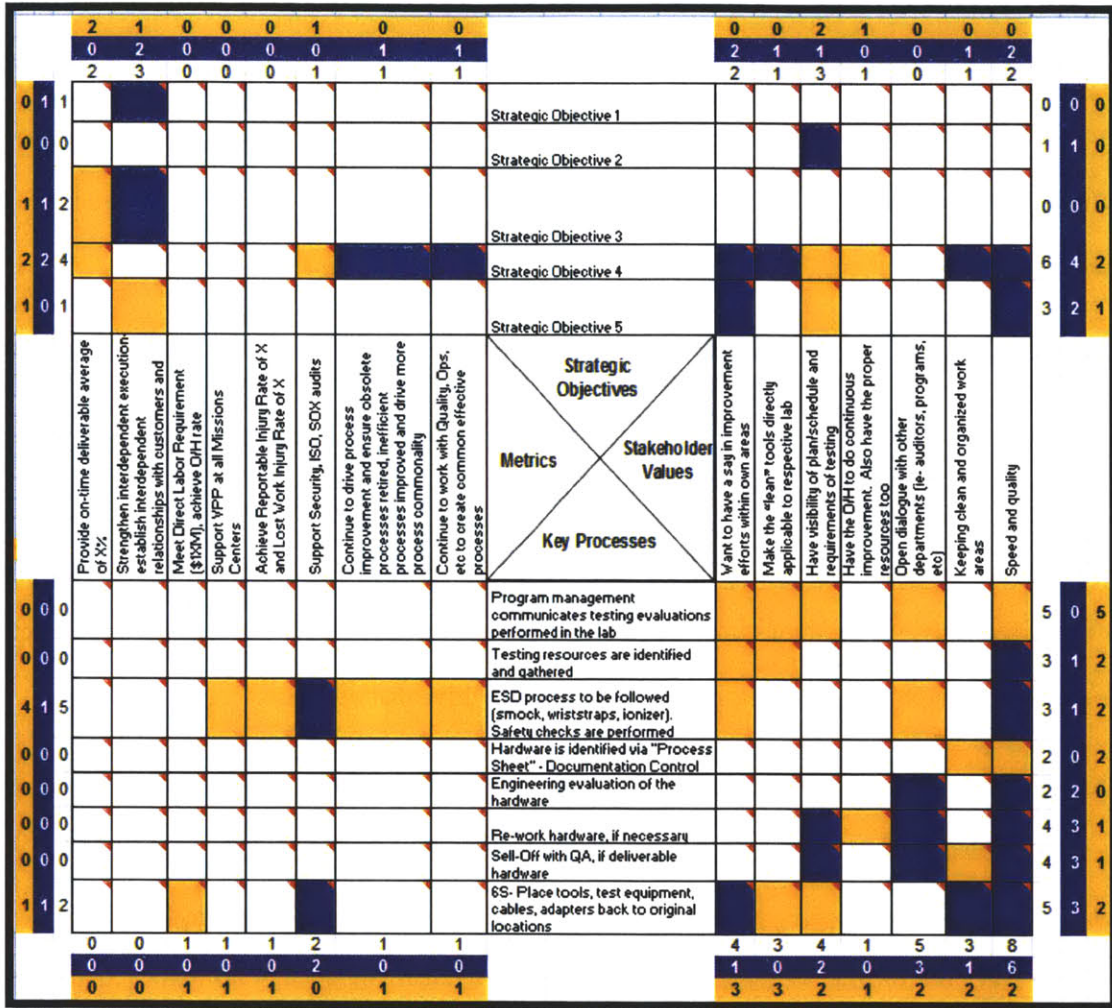 2 1 0 0 0 1 0 0 0 0 2 1 0 0 0
0 2 0 0 0 0 1 1 2 1 1 0 0 1 2
2 3 0 0 0 1 1 1 2 1 3 1 0 1 2
0 1 1 Strategic Objective 1 0 0 0
0 0 0 Strategic Objective 2 1 1 0
1 1 2 Strategic Objective 3 0 0 0
2 2 4 Strategic Objective 4 6 4 2
1 0 1 Strategic Objective 5 3 2 1
Provide on-time deliverable average
of X%
Strengthen interdependent execution-
establish interdependent
relationships with customers and
Meet Direct Labor Requirement
($1XM), achieve O/H rate
Support VPP at all Missions
Centers
Achieve Reportable Injury Rate of X
and Lost Work Injury Rate of X
Support Security, ISO, SOX audits
Continue to drive process
improvement and ensure obsolete
processes retired, inefficient
processes improved and drive more
process commonality
Continue to work with Quality, Ops,
etc to create common effective
processes
Strategic
Objectives
Metrics
Stakeholder
Values
Key Processes
Want to have a say in improvement
efforts within own areas
Make the "lean" tools directly
applicable to respective lab
Have visibility of plan/schedule and
requirements of testing
Have the O/H to do continuous
improvement. Also have the proper
resources too
Open dialogue with other
departments (ie- auditors, programs,
etc)
Keeping clean and organized work
areas
Speed and quality
0 0 0 Program management
communicates testing evaluations
performed in the lab 5 0 5
0 0 0 Testing resources are identified
and gathered 3 1 2
4 1 5 ESD process to be followed
(smock, wriststraps, ionizer).
Safety checks are performed 3 1 2
0 0 0 Hardware is identified via "Process
Sheet" - Documentation Control 2 0 2
0 0 0 Engineering evaluation of the
hardware 2 2 0
0 0 0 Re-work hardware, if necessary 4 3 1
0 0 0 Sell-Off with QA, if deliverable
hardware 4 3 1
1 1 2 6S- Place tools, test equipment,
cables, adapters back to original
locations 5 3 2
0 0 1 1 1 2 1 1 4 3 4 1 5 3 8
0 0 0 0 0 2 0 0 1 0 2 0 3 1 6
0 0 1 1 1 0 1 1 3 3 2 1 2 2 2